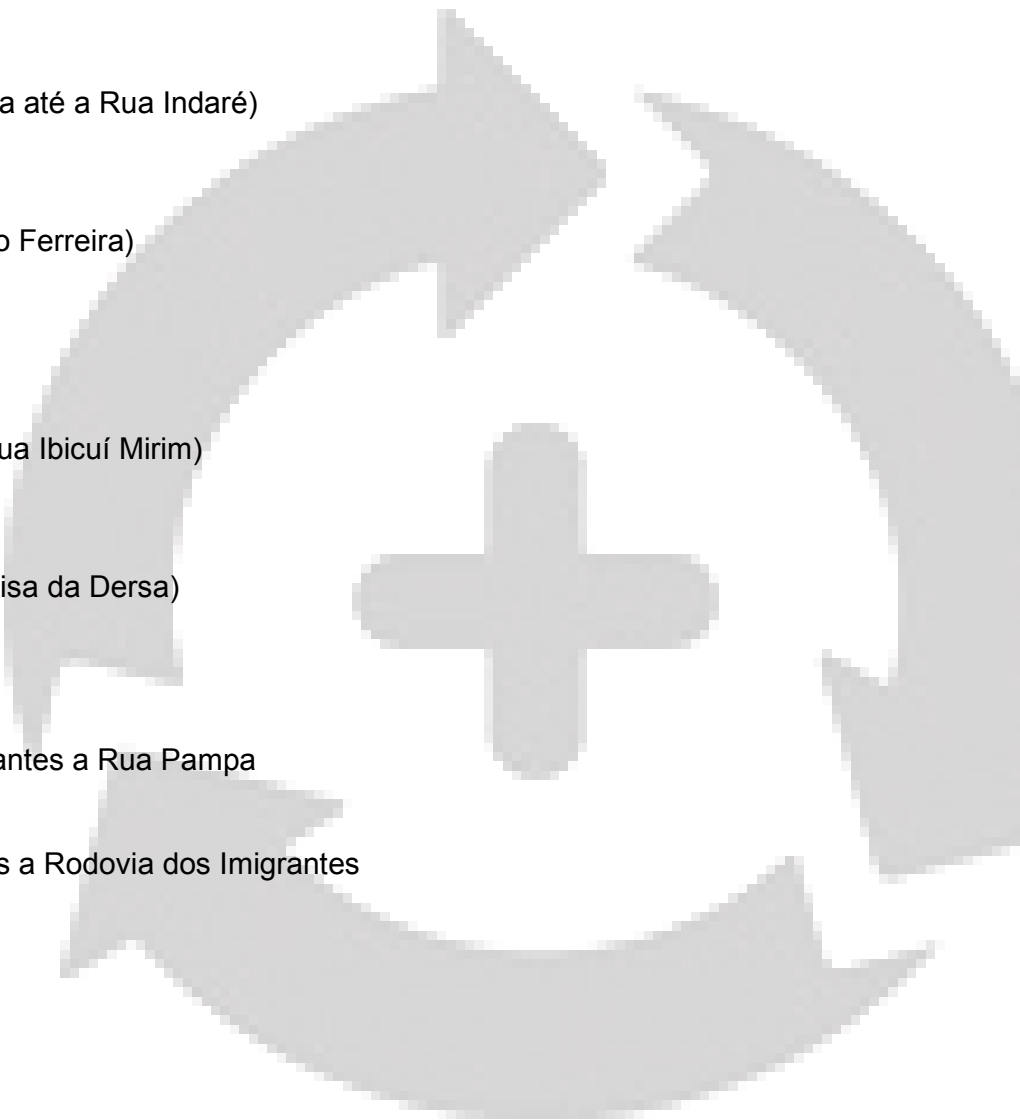 a até a Rua Indaré)
o Ferreira)
ua Ibicuí Mirim)
isa da Dersa)
antes a Rua Pampa
s a Rodovia dos Imigrantes